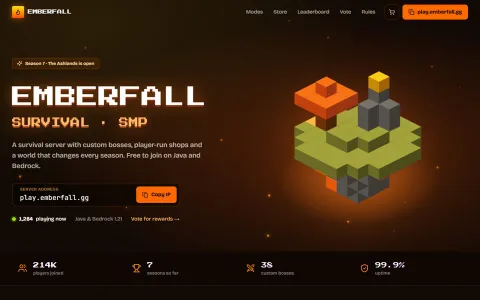 EMBERFALL
Modes
Store
Leaderboard
Vote
Rules
play.emberfall.gg
Season 7 · The Ashlands is open
EMBERFALL
SURVIVAL · SMP
A survival server with custom bosses, player-run shops and
a world that changes every season. Free to join on Java and
Bedrock.
SERVER ADDRESS
play.emberfall.gg
Copy IP
1,284 playing now
Java & Bedrock 1.21
Vote for rewards →
214K
players joined
7
seasons so far
38
custom bosses
99.9%
uptime